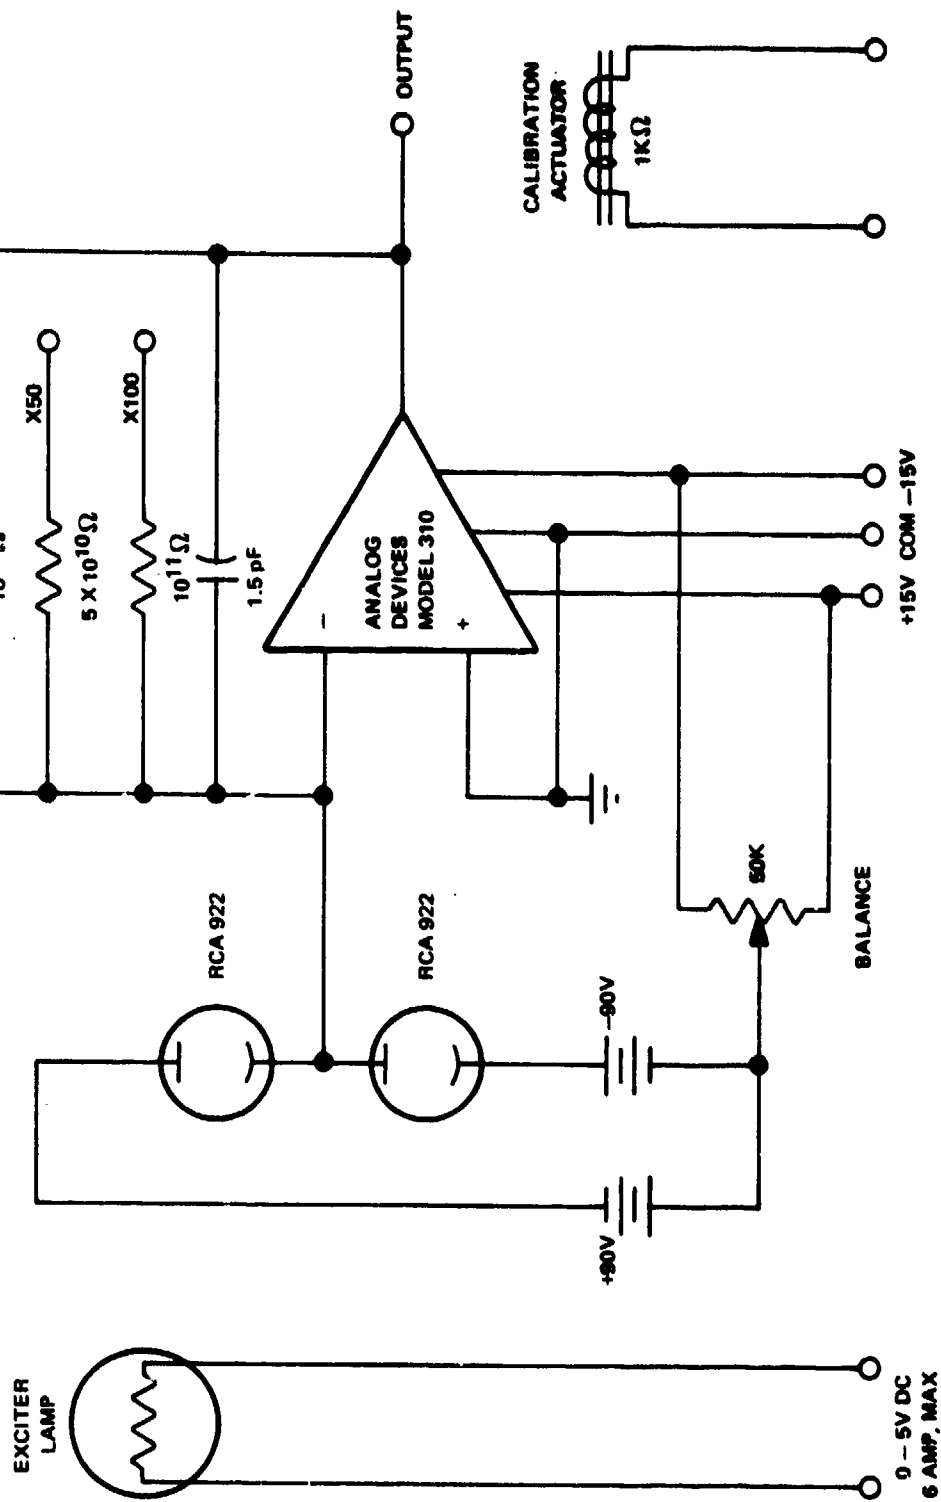 EXCITER
LAMP
9 – 5V DC
6 AMP, MAX
+90V
–90V
RCA 922
RCA 922
BALANCE
50K
X50
5 X 10¹⁰Ω
X100
10¹¹Ω
1.5 pF
–
ANALOG
DEVICES
MODEL 310
+
+15V COM –15V
OUTPUT
CALIBRATION
ACTUATOR
1KΩ